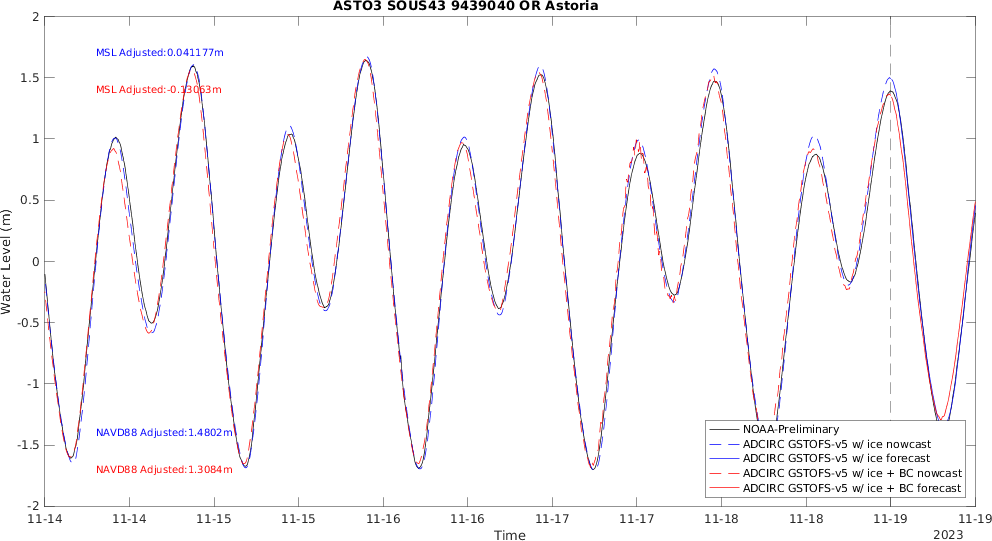 ASTO3 SOUS43 9439040 OR Astoria
2
1.5
1
0.5
0
-0.5
-1
-1.5
-2
Water Level (m)
MSL Adjusted:0.041177m
MSL Adjusted:-0.13063m
NAVD88 Adjusted:1.4802m
NAVD88 Adjusted:1.3084m
NOAA-Preliminary
ADCIRC GSTOFS-v5 w/ ice nowcast
ADCIRC GSTOFS-v5 w/ ice forecast
ADCIRC GSTOFS-v5 w/ ice + BC nowcast
ADCIRC GSTOFS-v5 w/ ice + BC forecast
11-14 11-14 11-15 11-15 11-16 11-16 11-17 11-17 11-18 11-18 11-19 11-19
Time
2023